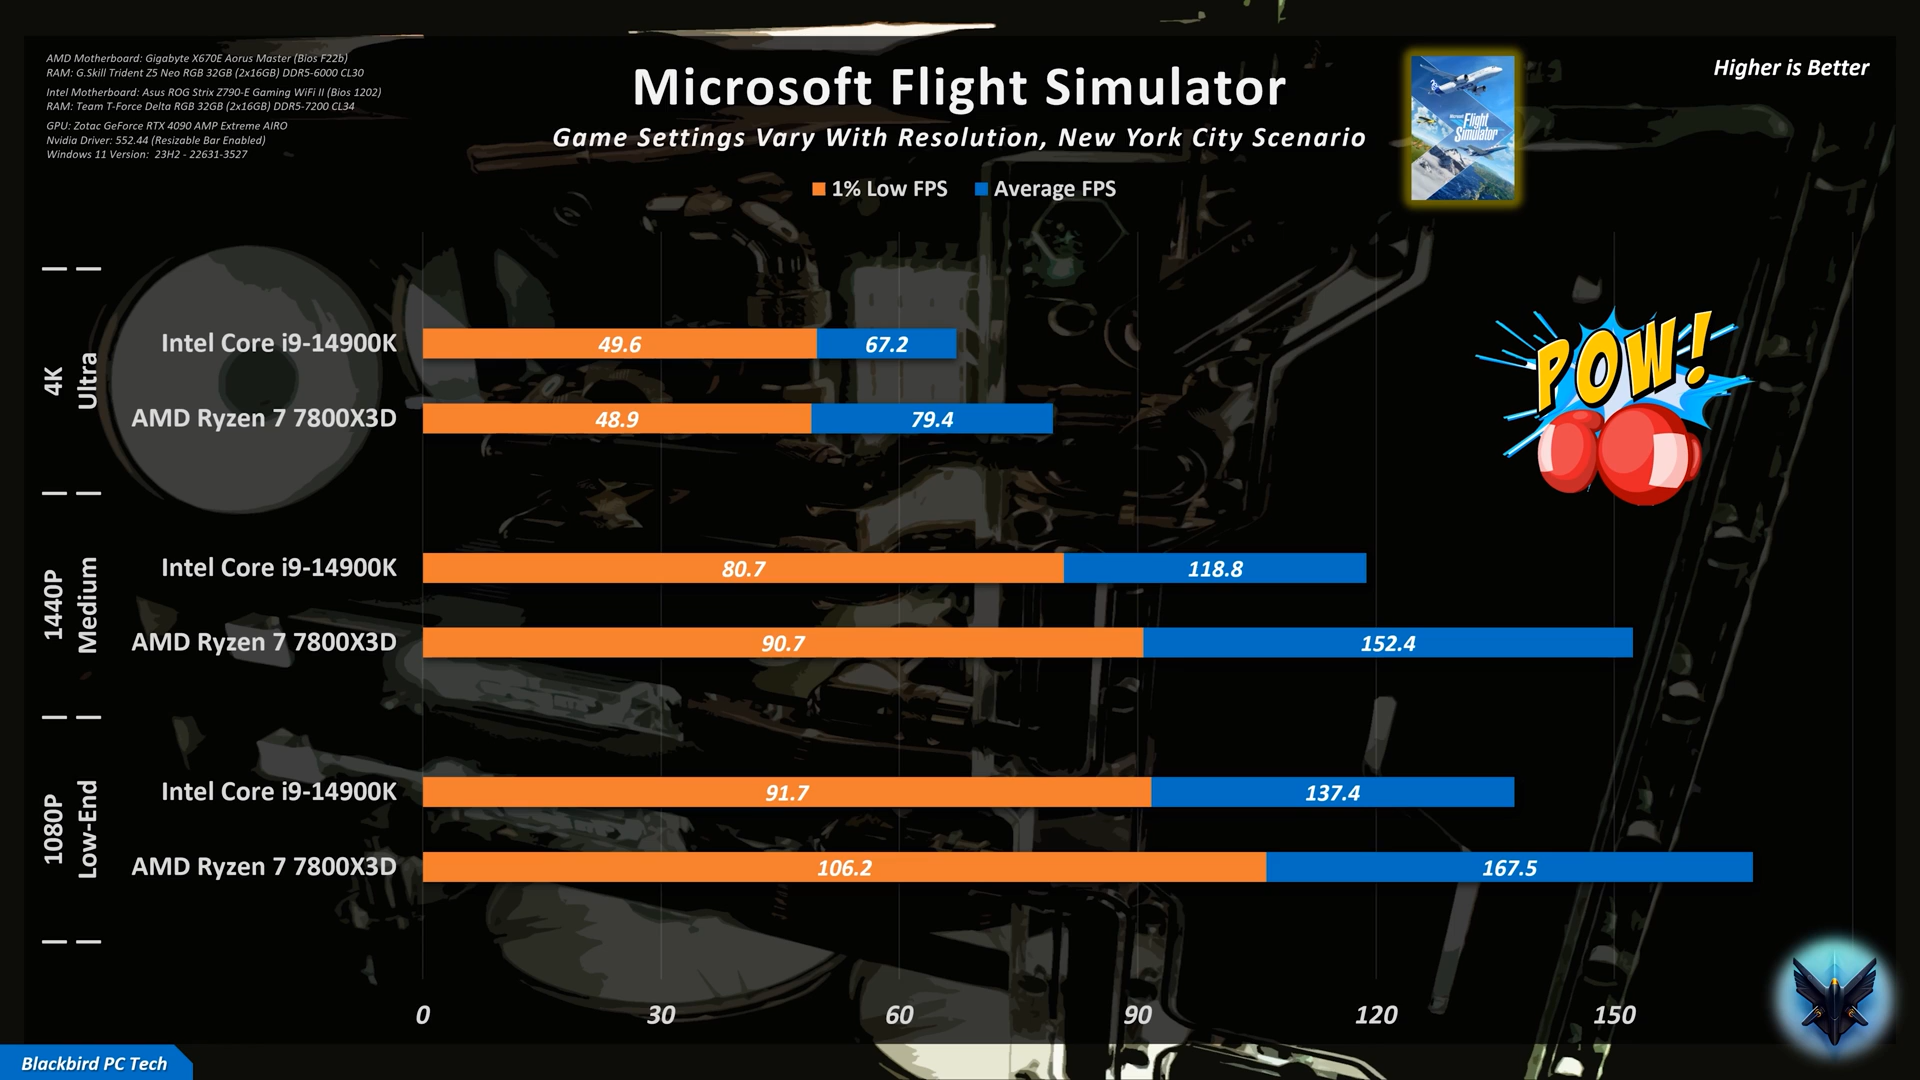 AMD Motherboard: Gigabyte X670E Aorus Master (Bios F22b)
RAM: G.Skill Trident Z5 Neo RGB 32GB (2x16GB) DDR5-6000 CL30
Intel Motherboard: Asus ROG Strix Z790-E Gaming WiFi II (Bios 1202)
RAM: Team T-Force Delta RGB 32GB (2x16GB) DDR5-7200 CL34
GPU: Zotac GeForce RTX 4090 AMP Extreme AIRO
Nvidia Driver: 552.44 (Resizable Bar Enabled)
Windows 11 Version: 23H2 - 22631-3527
Microsoft Flight Simulator
Game Settings Vary With Resolution, New York City Scenario
Higher is Better
Flight
Simulator
1% Low FPS
Average FPS
4K
Ultra
Intel Core i9-14900K
49.6
67.2
AMD Ryzen 7 7800X3D
48.9
79.4
POW!
1440P
Medium
Intel Core i9-14900K
80.7
118.8
AMD Ryzen 7 7800X3D
90.7
152.4
1080P
Low-End
Intel Core i9-14900K
91.7
137.4
AMD Ryzen 7 7800X3D
106.2
167.5
0
30
60
90
120
150
Blackbird PC Tech